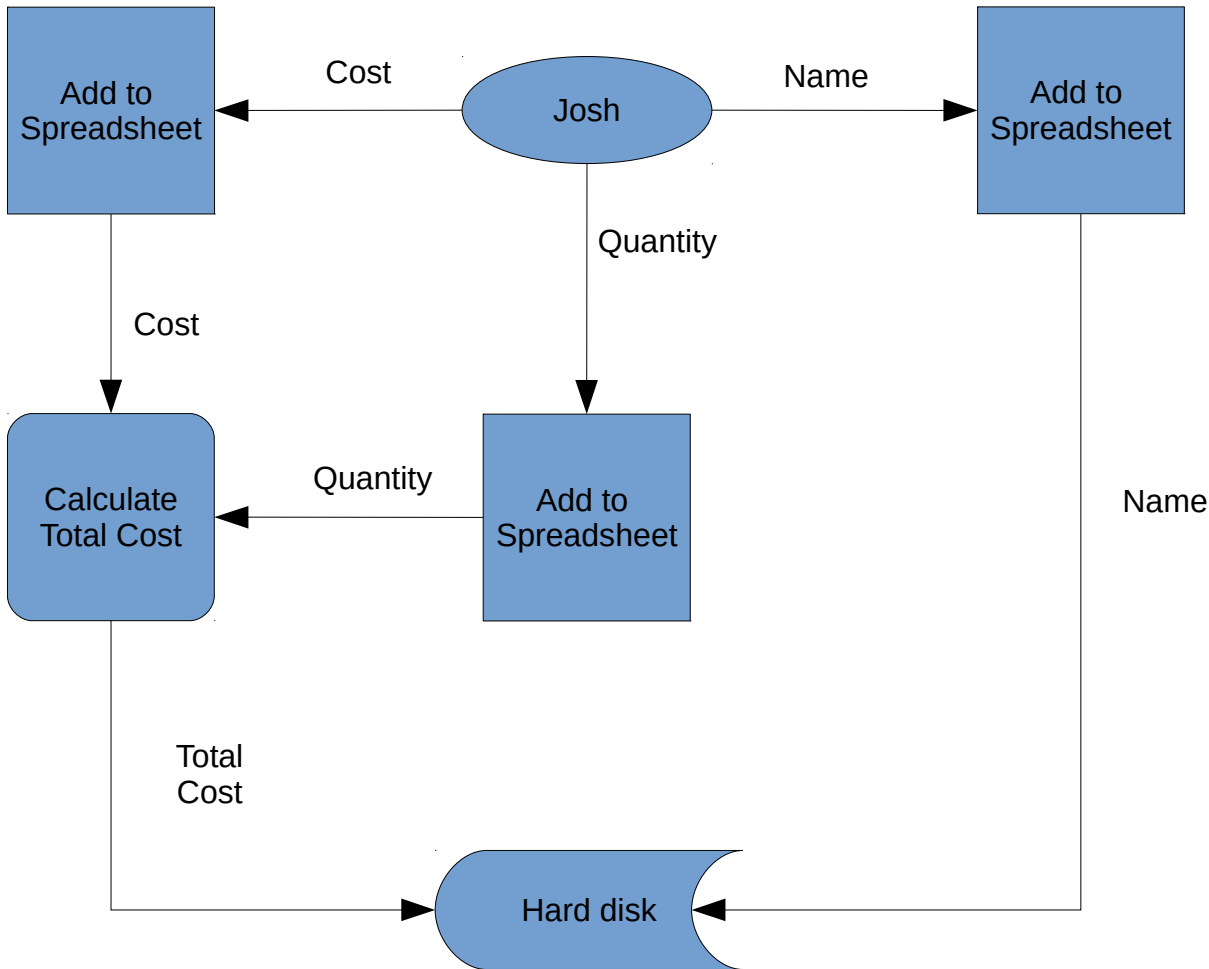 Cost
Name
Add to
Spreadsheet
Josh
Add to
Spreadsheet
Quantity
Cost
Quantity
Calculate
Total Cost
Add to
Spreadsheet
Name
Total
Cost
Hard disk